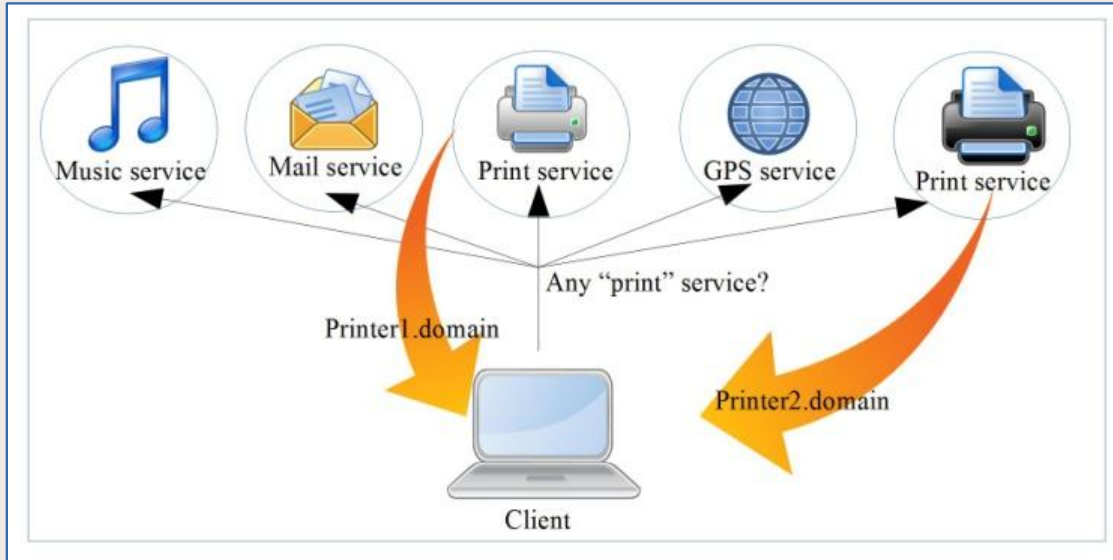 Music service
Mail service
Print service
GPS service
Print service
Any “print” service?
Printer1.domain
Printer2.domain
Client